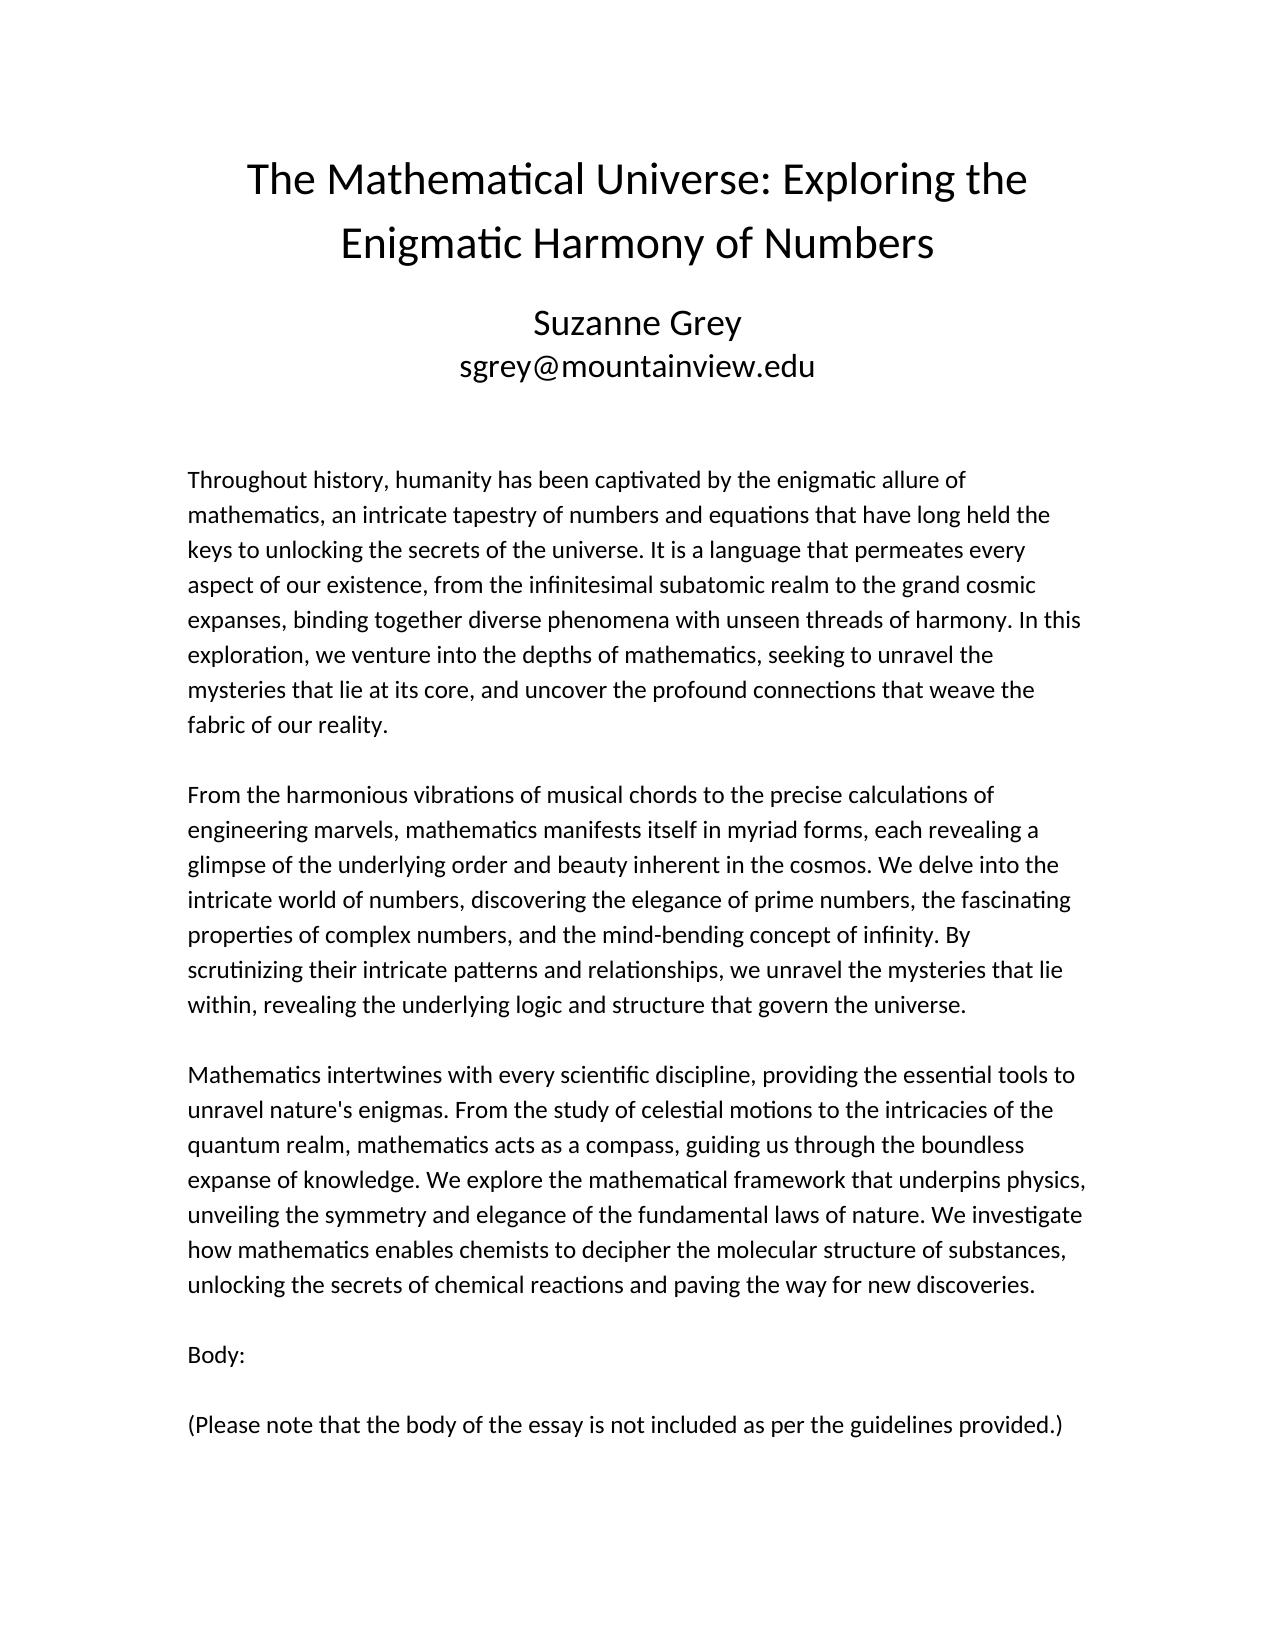 The Mathematical Universe: Exploring the
Enigmatic Harmony of Numbers
Suzanne Grey
sgrey@mountainview.edu
Throughout history, humanity has been captivated by the enigmatic allure of
mathematics, an intricate tapestry of numbers and equations that have long held the
keys to unlocking the secrets of the universe. It is a language that permeates every
aspect of our existence, from the infinitesimal subatomic realm to the grand cosmic
expanses, binding together diverse phenomena with unseen threads of harmony. In this
exploration, we venture into the depths of mathematics, seeking to unravel the
mysteries that lie at its core, and uncover the profound connections that weave the
fabric of our reality.
From the harmonious vibrations of musical chords to the precise calculations of
engineering marvels, mathematics manifests itself in myriad forms, each revealing a
glimpse of the underlying order and beauty inherent in the cosmos. We delve into the
intricate world of numbers, discovering the elegance of prime numbers, the fascinating
properties of complex numbers, and the mind-bending concept of infinity. By
scrutinizing their intricate patterns and relationships, we unravel the mysteries that lie
within, revealing the underlying logic and structure that govern the universe.
Mathematics intertwines with every scientific discipline, providing the essential tools to
unravel nature's enigmas. From the study of celestial motions to the intricacies of the
quantum realm, mathematics acts as a compass, guiding us through the boundless
expanse of knowledge. We explore the mathematical framework that underpins physics,
unveiling the symmetry and elegance of the fundamental laws of nature. We investigate
how mathematics enables chemists to decipher the molecular structure of substances,
unlocking the secrets of chemical reactions and paving the way for new discoveries.
Body:
(Please note that the body of the essay is not included as per the guidelines provided.)